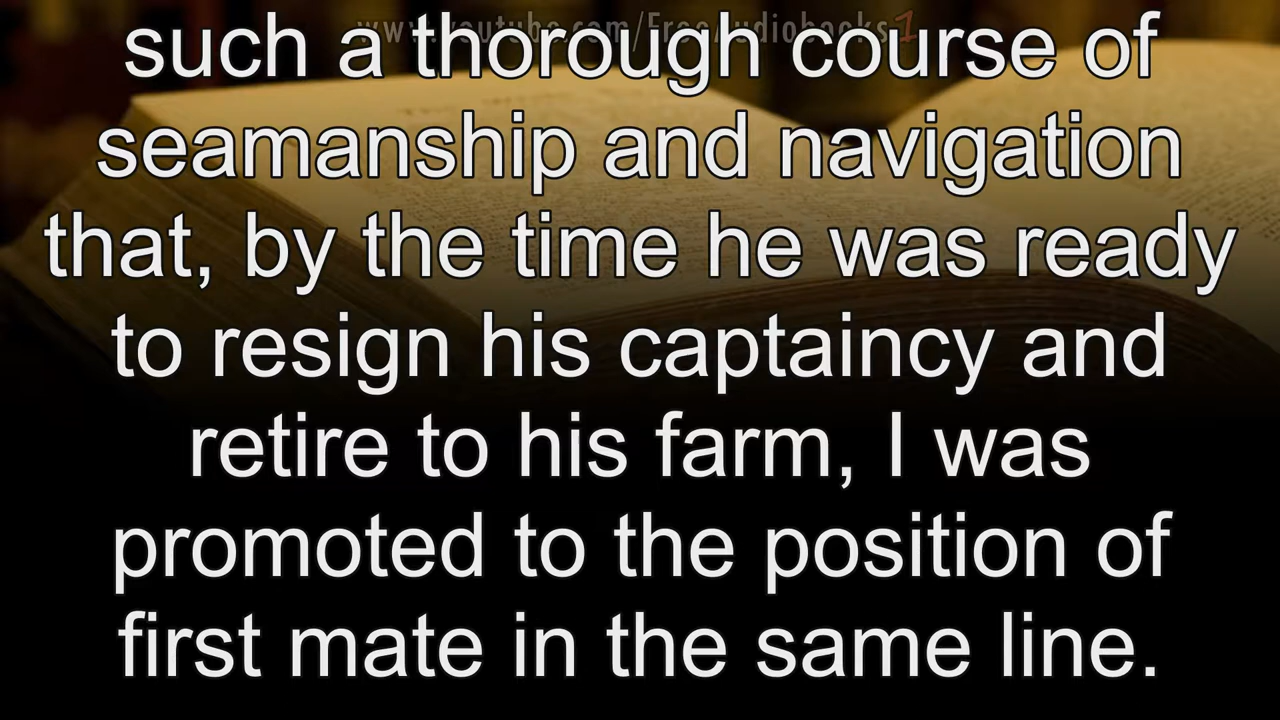 www.youtube.com/FreeAudiobooks1
such a thorough course of
seamanship and navigation
that, by the time he was ready
to resign his captaincy and
retire to his farm, I was
promoted to the position of
first mate in the same line.